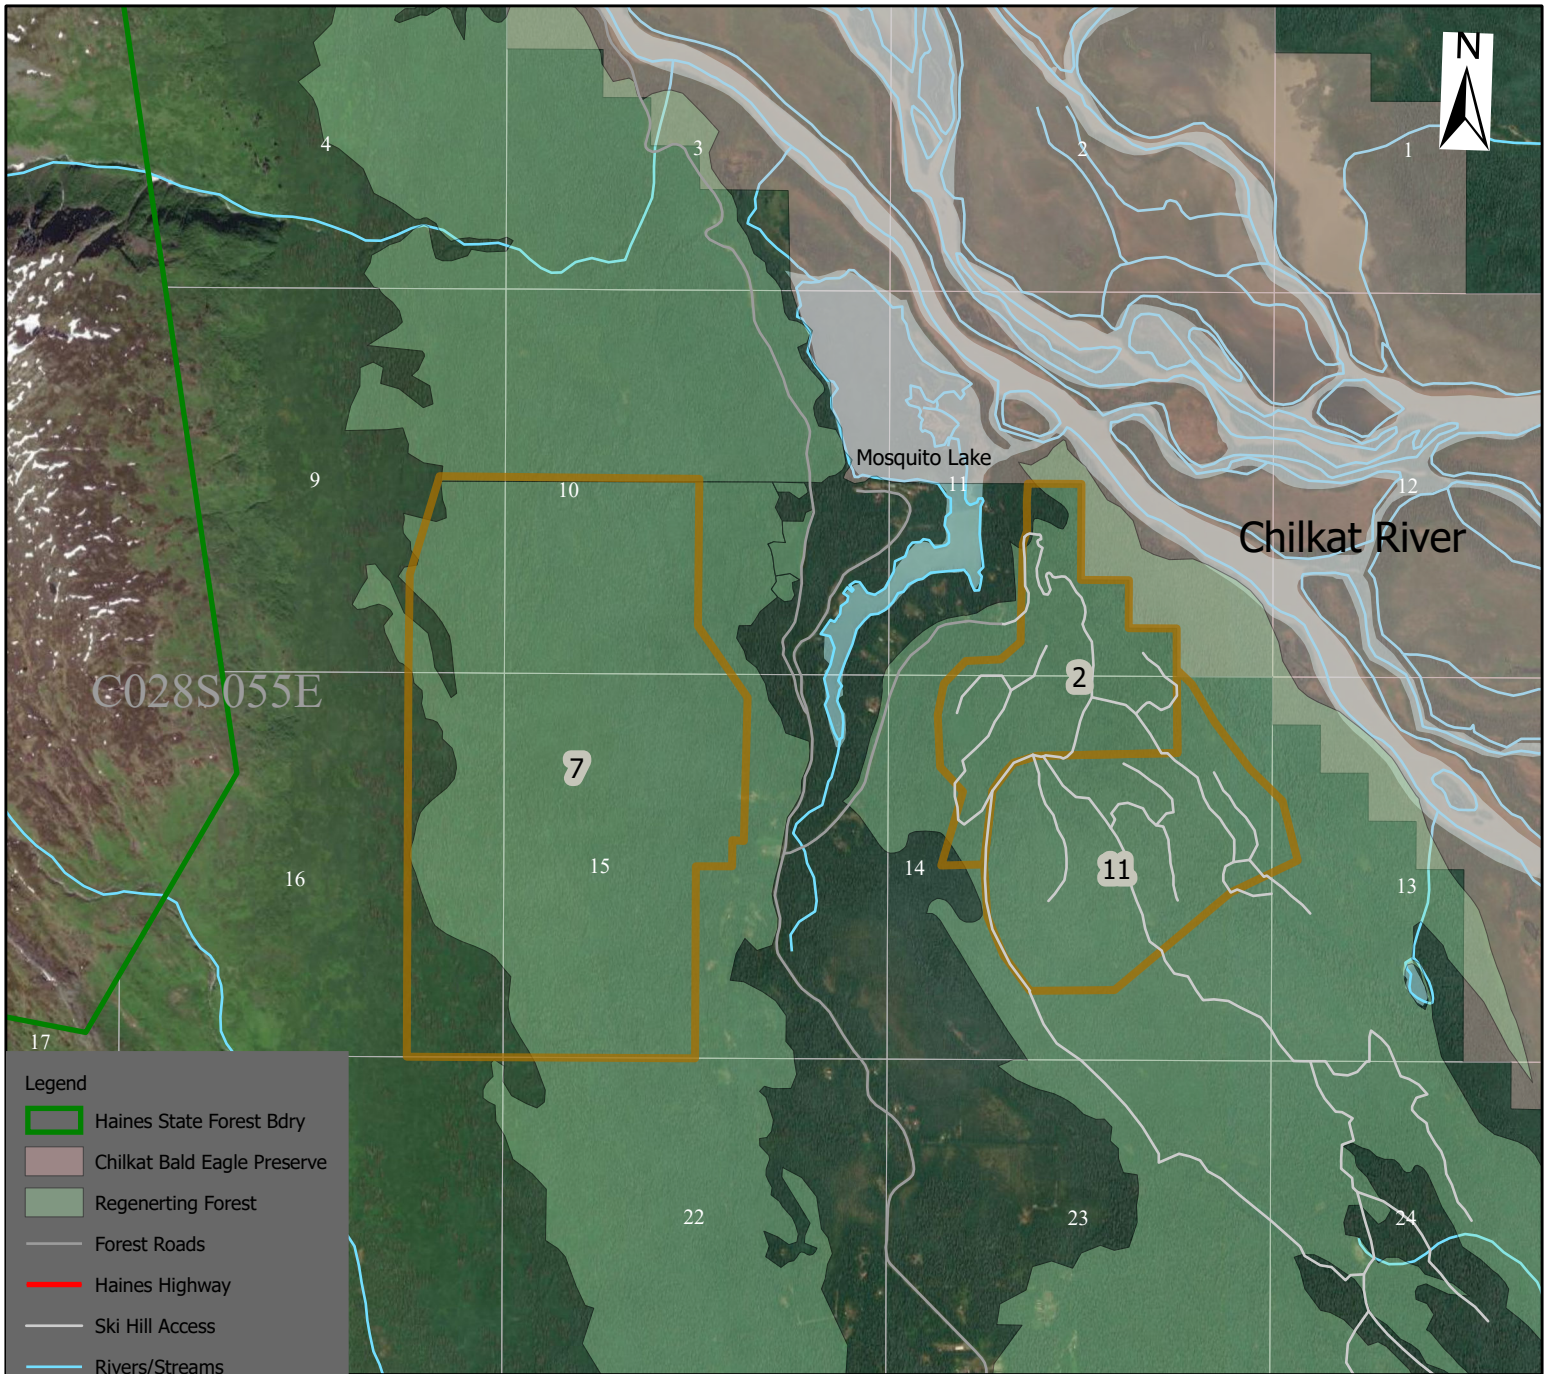 N
4
3
2
1
Mosquito Lake
9
10
11
12
Chilkat River
2
C028S055E
7
15
14
11
16
13
17
Legend
Haines State Forest Bdry
Chilkat Bald Eagle Preserve
Regenerting Forest
Forest Roads
Haines Highway
Ski Hill Access
Rivers/Streams
22
23
24